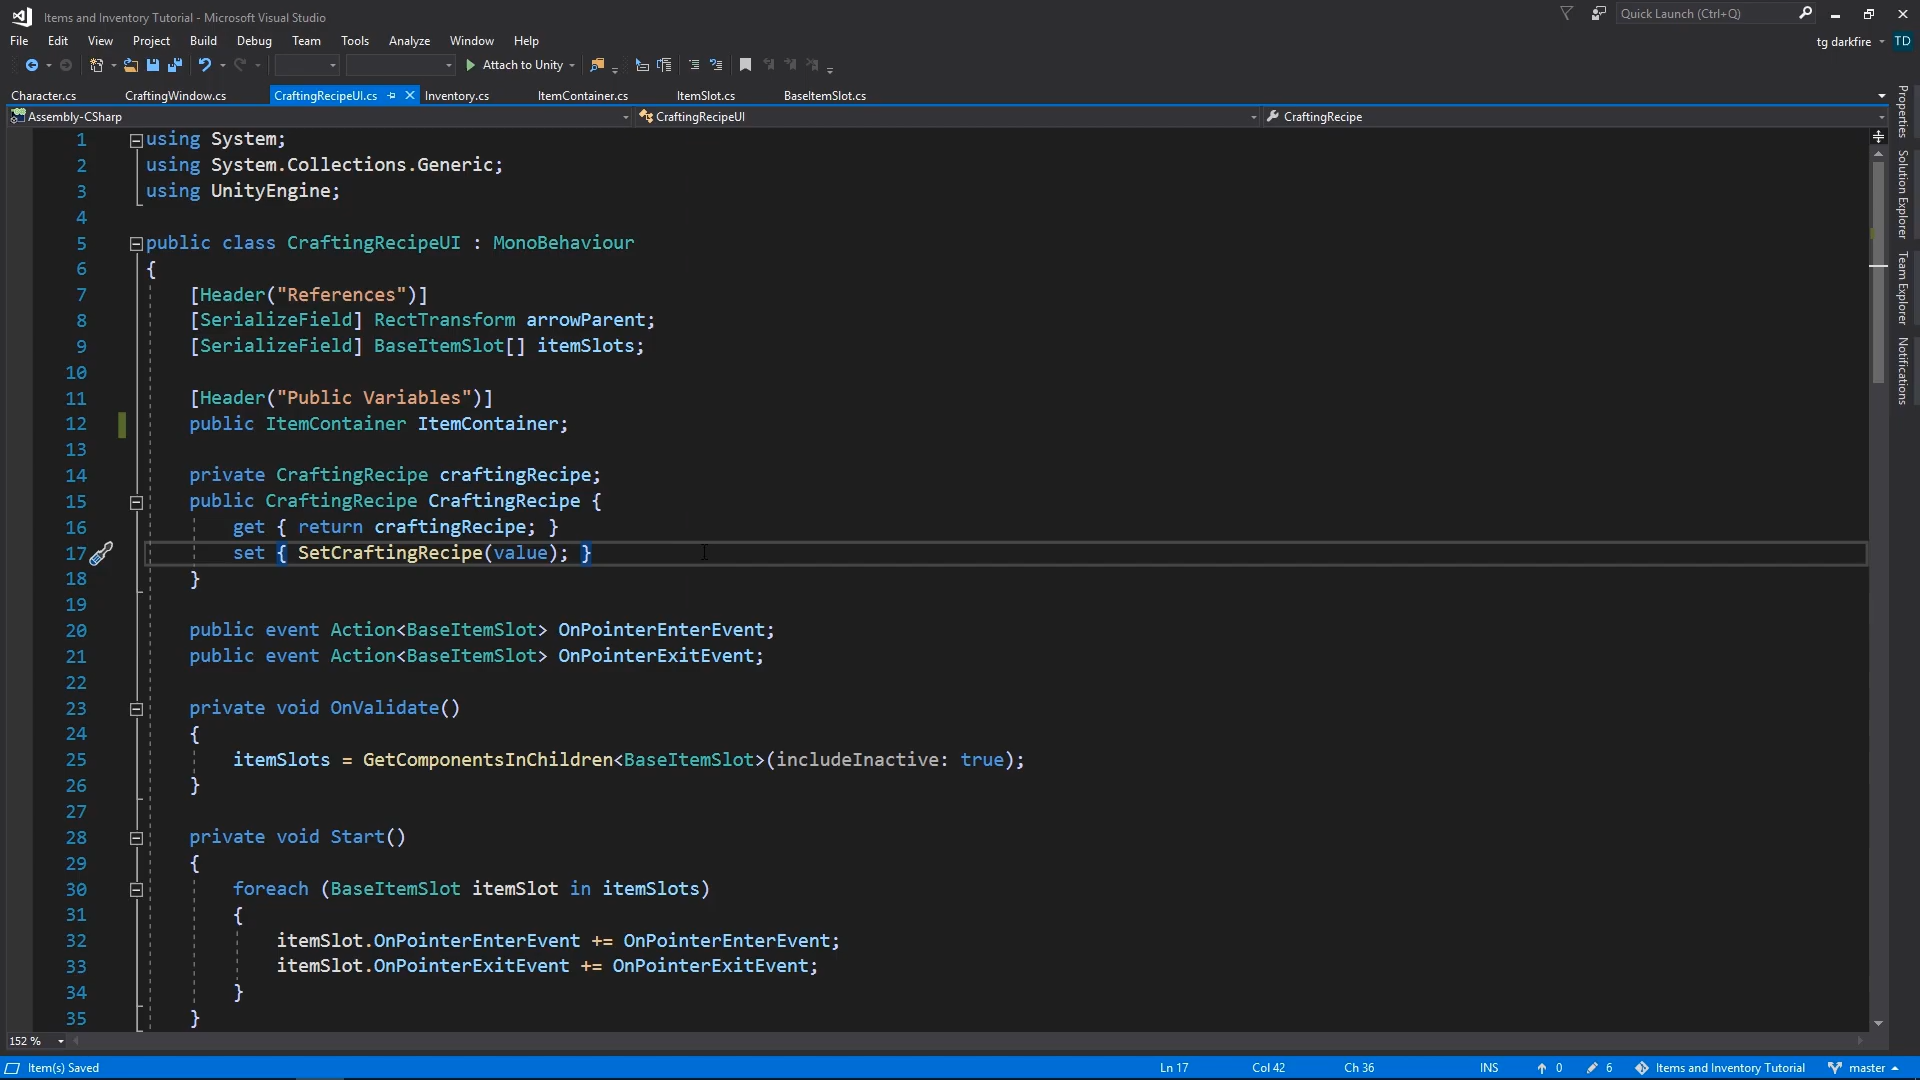 Items and Inventory Tutorial - Microsoft Visual Studio
Quick Launch (Ctrl+Q)
File Edit View Project Build Debug Team Tools Analyze Window Help
tg darkfire TD
Attach to Unity
Character.cs CraftingWindow.cs CraftingRecipeUI.cs Inventory.cs ItemContainer.cs ItemSlot.cs BaseItemSlot.cs
Assembly-CSharp CraftingRecipeUI CraftingRecipe
1 using System;
2 using System.Collections.Generic;
3 using UnityEngine;
4
5 public class CraftingRecipeUI : MonoBehaviour
6 {
7 [Header("References")]
8 [SerializeField] RectTransform arrowParent;
9 [SerializeField] BaseItemSlot[] itemSlots;
10
11 [Header("Public Variables")]
12 public ItemContainer ItemContainer;
13
14 private CraftingRecipe craftingRecipe;
15 public CraftingRecipe CraftingRecipe {
16 get { return craftingRecipe; }
17 set { SetCraftingRecipe(value); }
18 }
19
20 public event Action<BaseItemSlot> OnPointerEnterEvent;
21 public event Action<BaseItemSlot> OnPointerExitEvent;
22
23 private void OnValidate()
24 {
25 itemSlots = GetComponentsInChildren<BaseItemSlot>(includeInactive: true);
26 }
27
28 private void Start()
29 {
30 foreach (BaseItemSlot itemSlot in itemSlots)
31 {
32 itemSlot.OnPointerEnterEvent += OnPointerEnterEvent;
33 itemSlot.OnPointerExitEvent += OnPointerExitEvent;
34 }
35 }
Properties
Solution Explorer
Team Explorer
Notifications
152 %
Item(s) Saved Ln 17 Col 42 Ch 36 INS 0 6 Items and Inventory Tutorial master